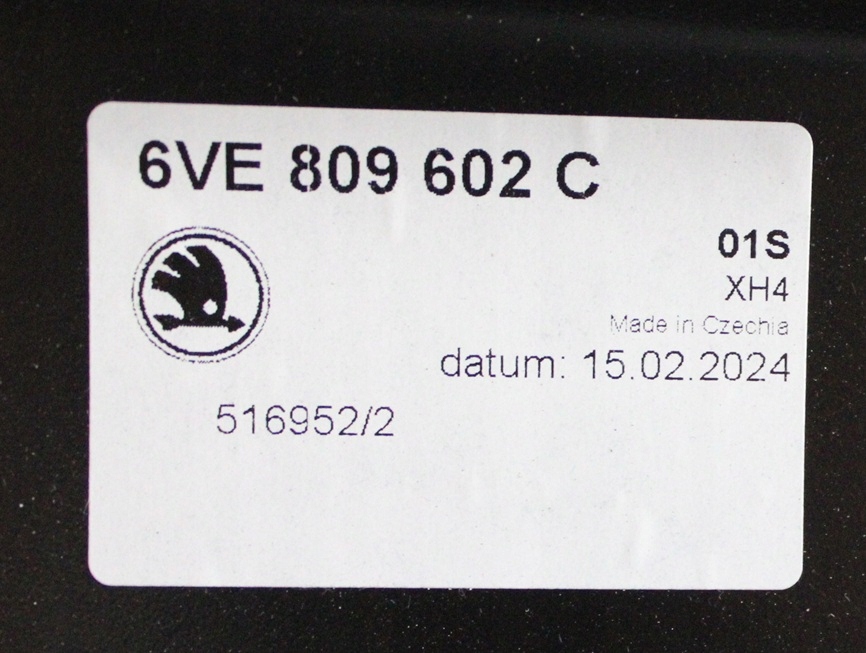 6VE 809 602 C
01S
XH4
Made in Czechia
datum: 15.02.2024
516952/2